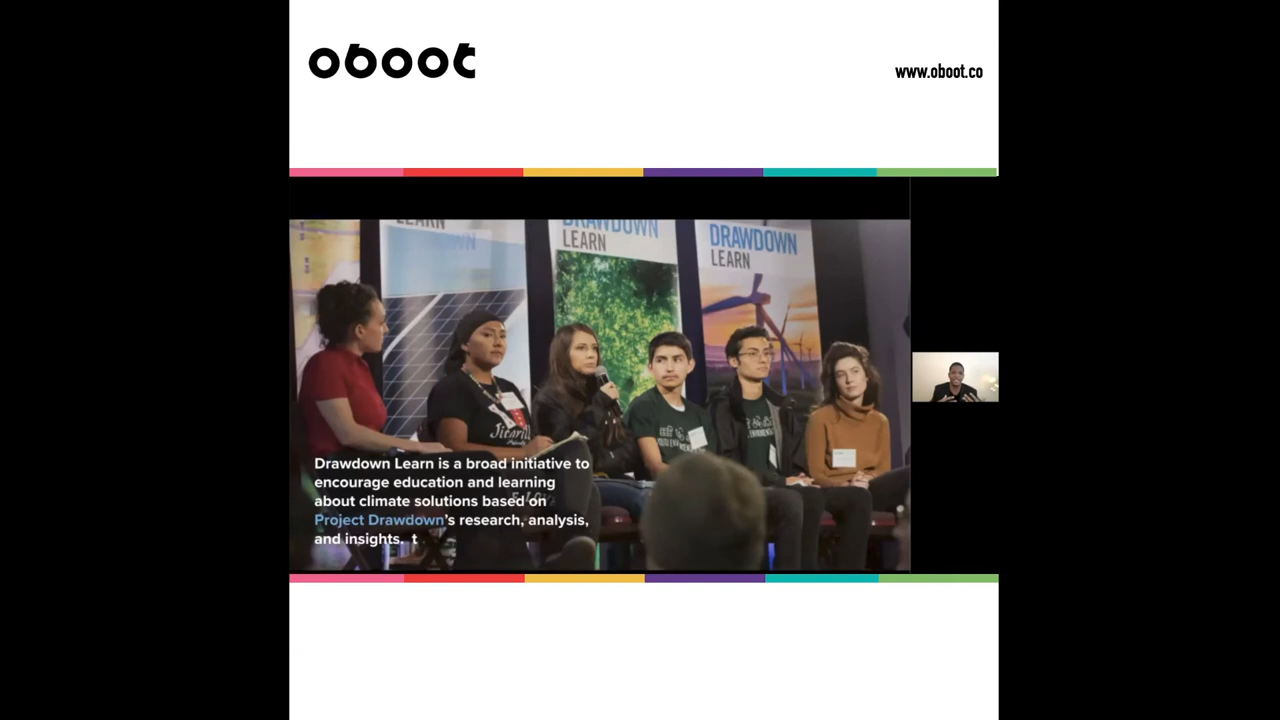 oboot
www.oboot.co
LEARN
DRAWDOWN
LEARN
DRAWDOWN
LEARN
Drawdown Learn is a broad initiative to
encourage education and learning
about climate solutions based on
Project Drawdown's research, analysis,
and insights. t